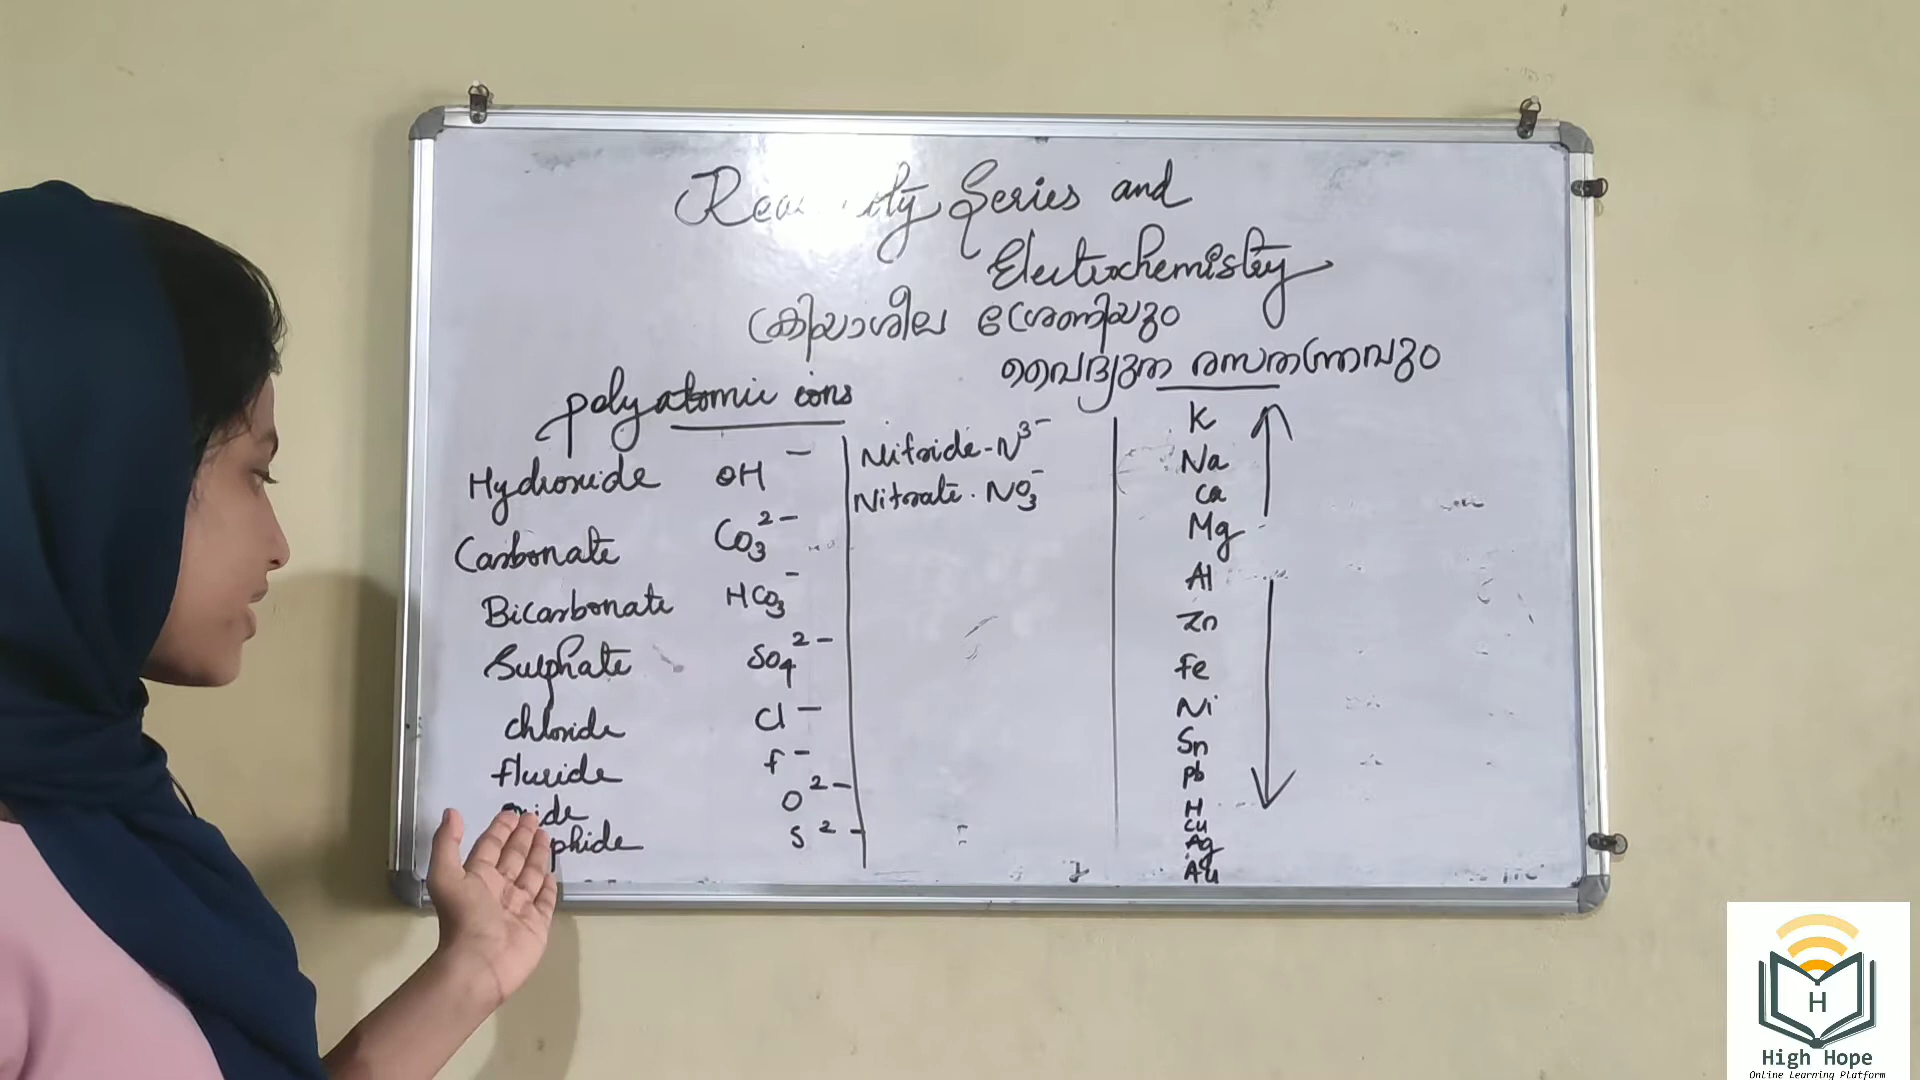 Series and
Electrochemistry
ക്രിയാശീല ശ്രേണിയും
വൈദ്യുത രസതന്ത്രവും
polyatomic ions
Hydroxide OH⁻
Carbonate CO₃²⁻
Bicarbonate HCO₃⁻
Sulphate SO₄²⁻
chloride Cl⁻
fluride F⁻
O²⁻
S²⁻
Nitride - N³⁻
Nitrate - NO₃⁻
K
Na
Ca
Mg
Al
Zn
Fe
Ni
Sn
Pb
H
Cu
Ag
Au
H
High Hope
Online Learning Platform